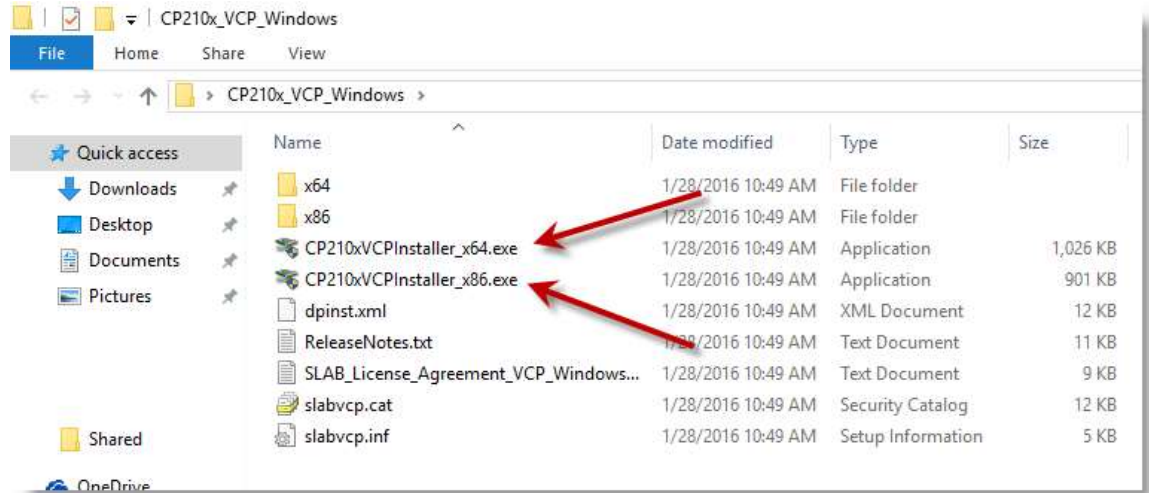 CP210x_VCP_Windows
File Home Share View
CP210x_VCP_Windows
Name Date modified Type Size
Quick access
Downloads
Desktop
Documents
Pictures
Shared
OneDrive
x64 1/28/2016 10:49 AM File folder
x86 1/28/2016 10:49 AM File folder
CP210xVCPInstaller_x64.exe 1/28/2016 10:49 AM Application 1,026 KB
CP210xVCPInstaller_x86.exe 1/28/2016 10:49 AM Application 901 KB
dpinst.xml 1/28/2016 10:49 AM XML Document 12 KB
ReleaseNotes.txt 1/28/2016 10:49 AM Text Document 11 KB
SLAB_License_Agreement_VCP_Windows... 1/28/2016 10:49 AM Text Document 9 KB
slabvcp.cat 1/28/2016 10:49 AM Security Catalog 12 KB
slabvcp.inf 1/28/2016 10:49 AM Setup Information 5 KB